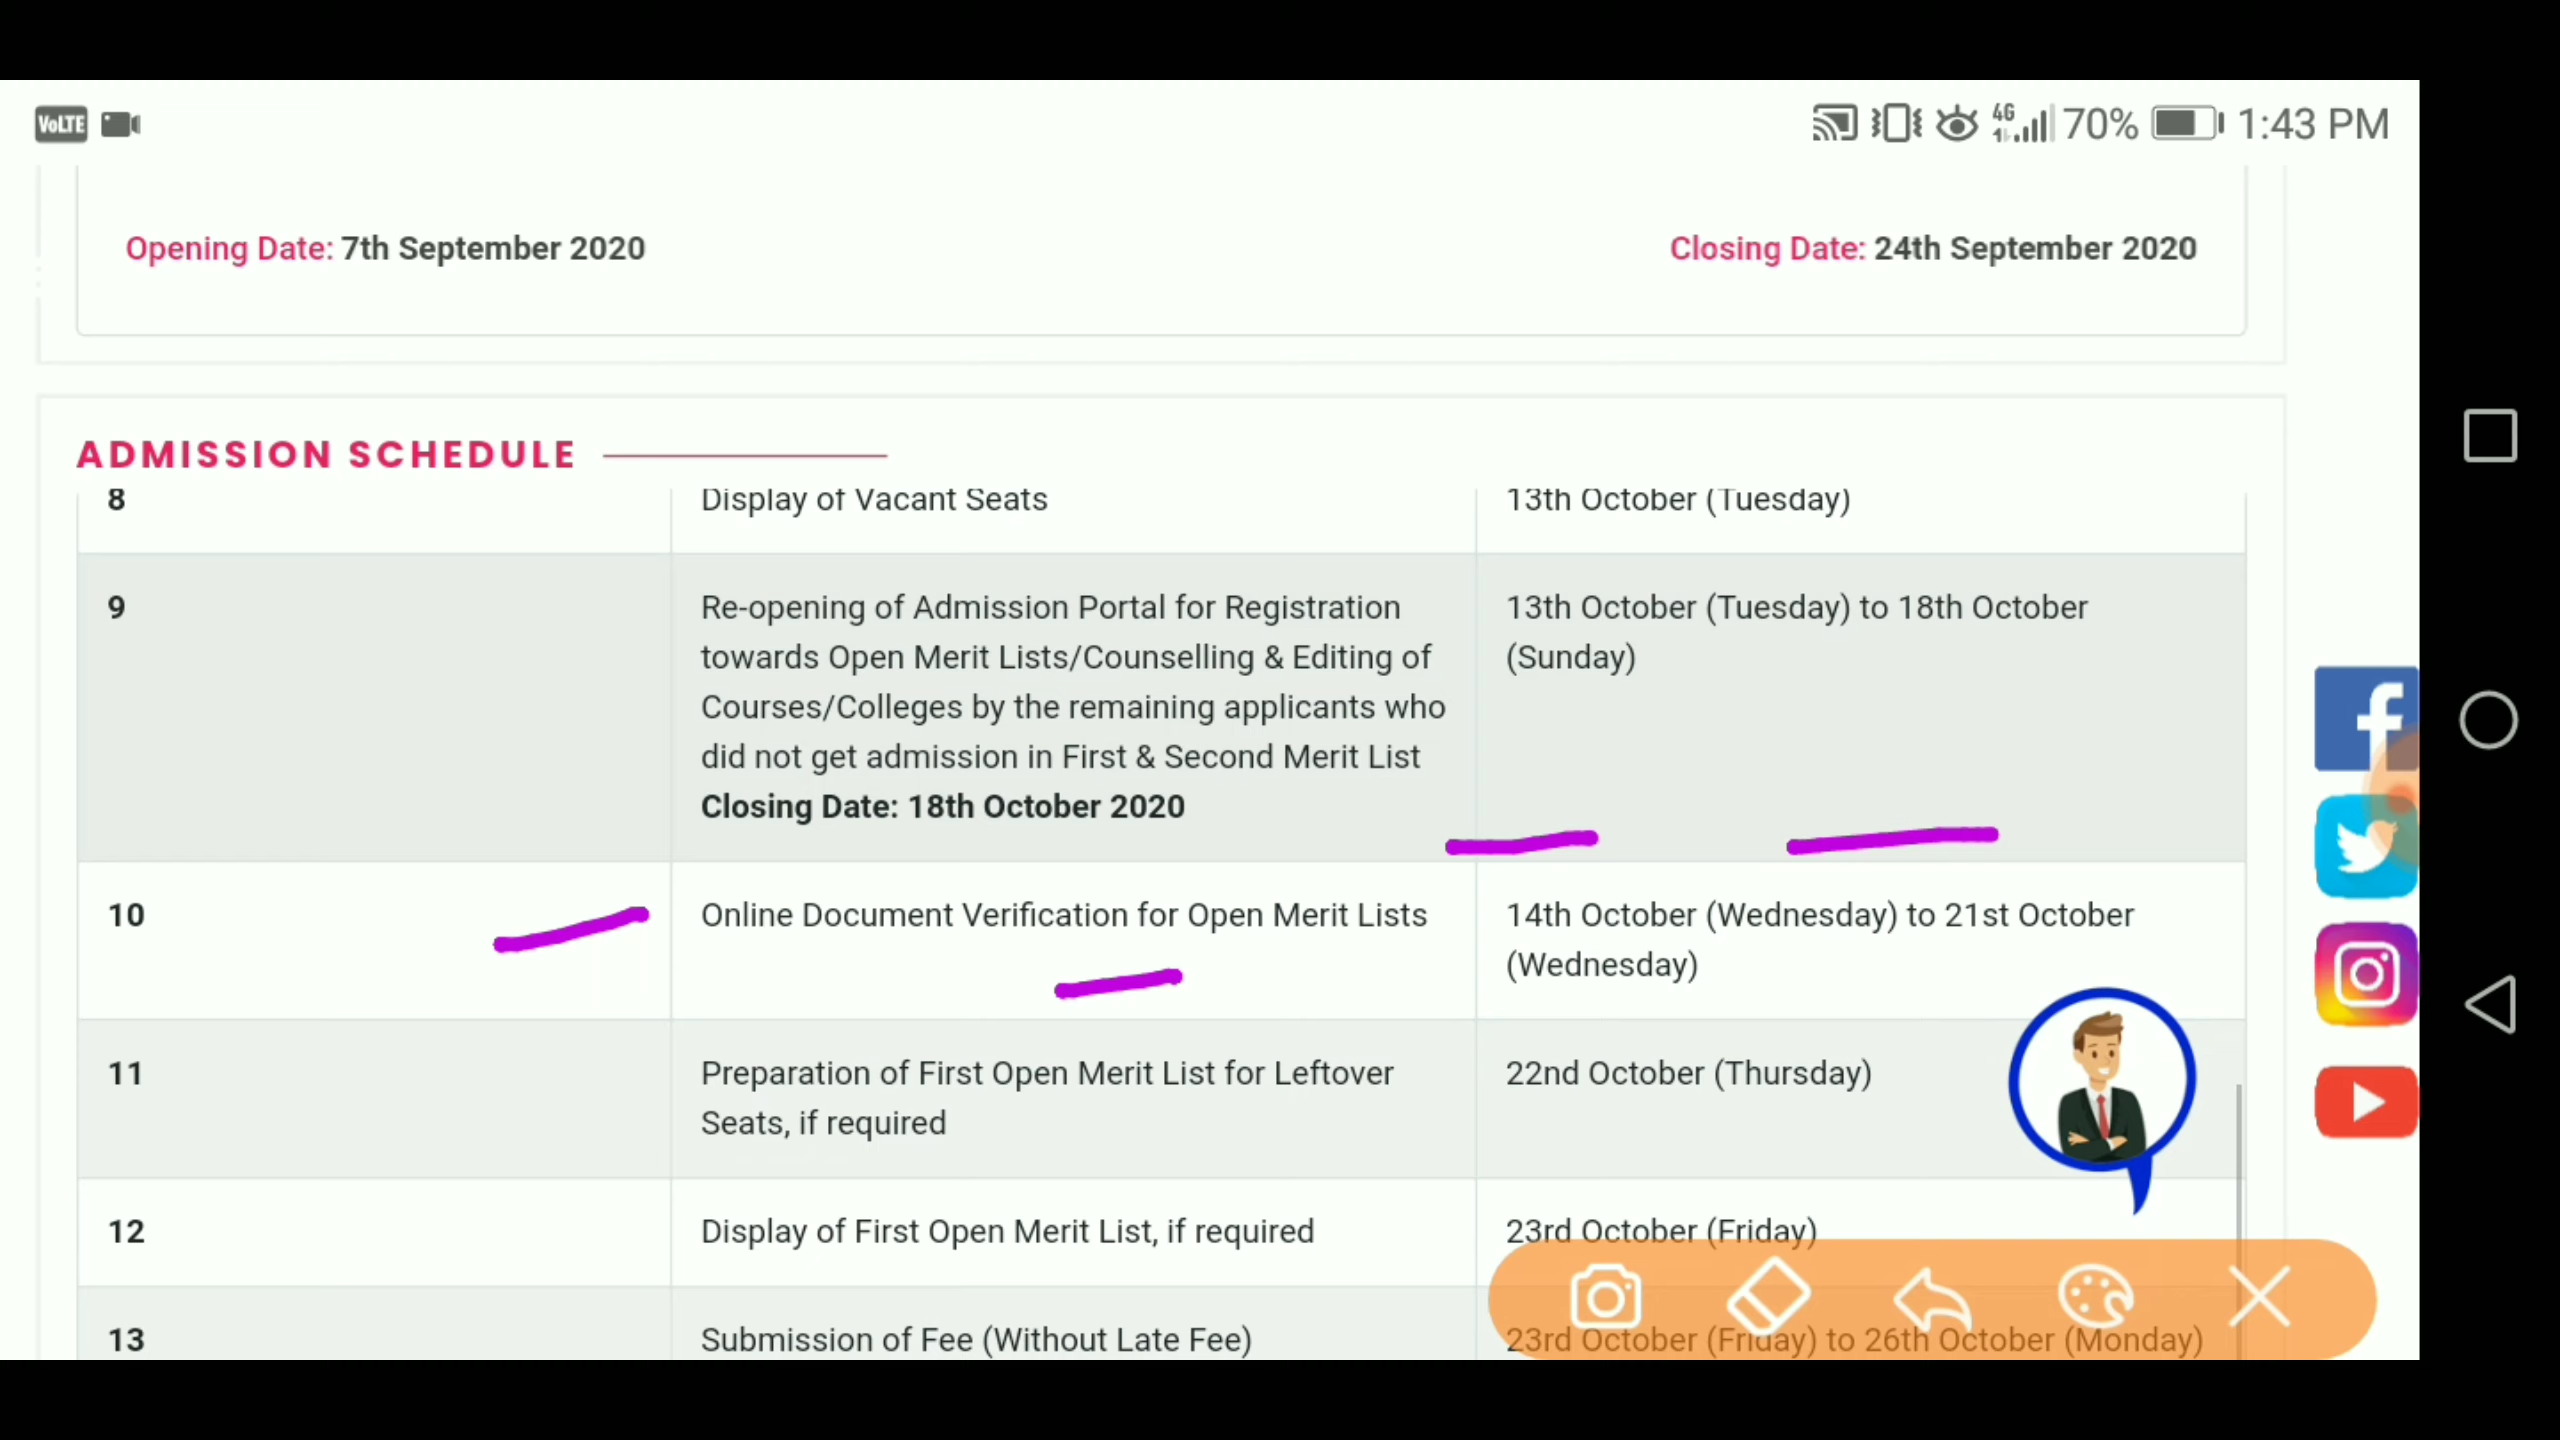 VoLTE 4G 70% 1:43 PM
Opening Date: 7th September 2020 Closing Date: 24th September 2020
ADMISSION SCHEDULE
8 Display of Vacant Seats 13th October (Tuesday)
9 Re-opening of Admission Portal for Registration 13th October (Tuesday) to 18th October
towards Open Merit Lists/Counselling & Editing of (Sunday)
Courses/Colleges by the remaining applicants who
did not get admission in First & Second Merit List
Closing Date: 18th October 2020
10 Online Document Verification for Open Merit Lists 14th October (Wednesday) to 21st October
(Wednesday)
11 Preparation of First Open Merit List for Leftover 22nd October (Thursday)
Seats, if required
12 Display of First Open Merit List, if required 23rd October (Friday)
13 Submission of Fee (Without Late Fee) 23rd October (Friday) to 26th October (Monday)